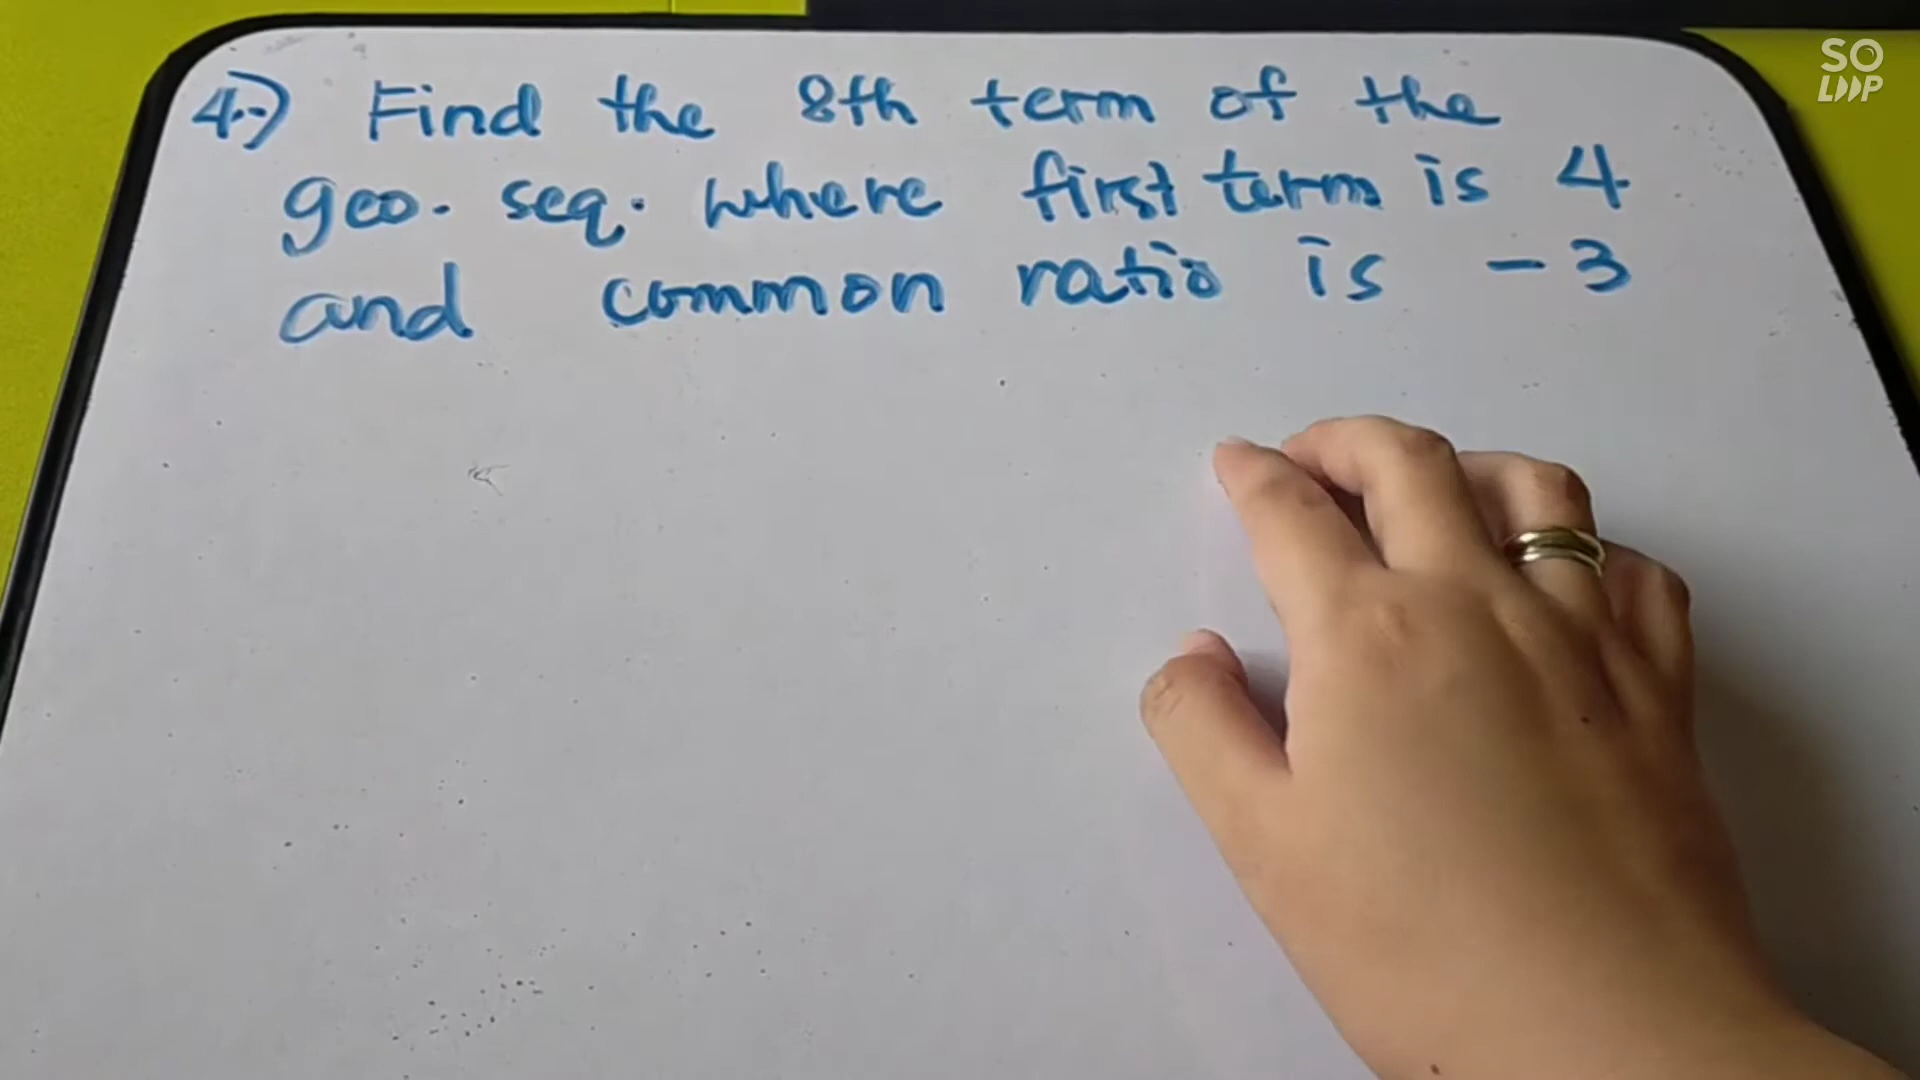 SO
LOOP
4.) Find the 8th term of the
geo. seq. where first term is 4
and common ratio is -3